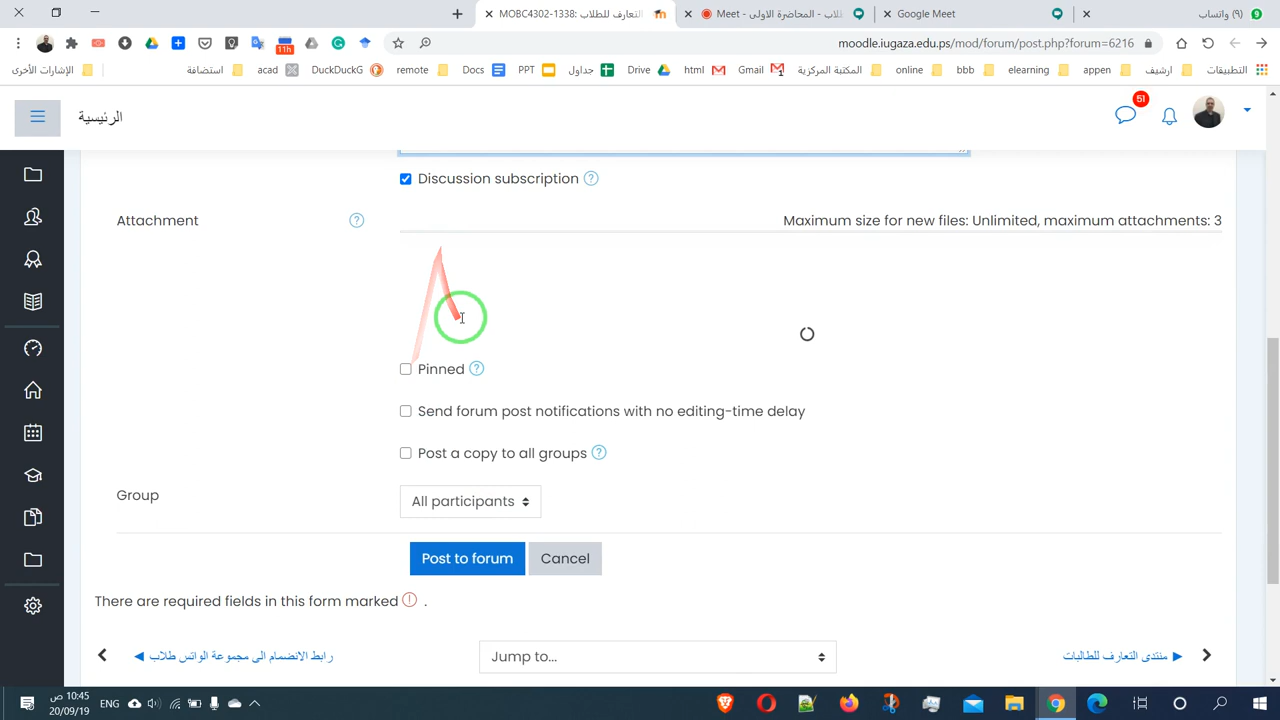 MOBC4302-1338: التعارف للطلاب
Meet - المحاضرة الاولى - الطلاب
Google Meet
(٩) واتساب
9
11h
moodle.iugaza.edu.ps/mod/forum/post.php?forum=6216
الإشارات الأخرى
استضافة
acad
DuckDuckG
remote
Docs
PPT
جداول
Drive
html
Gmail
المكتبة المركزية
online
bbb
elearning
appen
ارشيف
التطبيقات
الرئيسية
51
Discussion subscription
Attachment
Maximum size for new files: Unlimited, maximum attachments: 3
Pinned
Send forum post notifications with no editing-time delay
Post a copy to all groups
Group
All participants
Post to forum
Cancel
There are required fields in this form marked .
◀ رابط الانضمام الى مجموعة الواتس طلاب
Jump to...
منتدى التعارف للطالبات ▶
10:45 ص
20/09/19
ENG